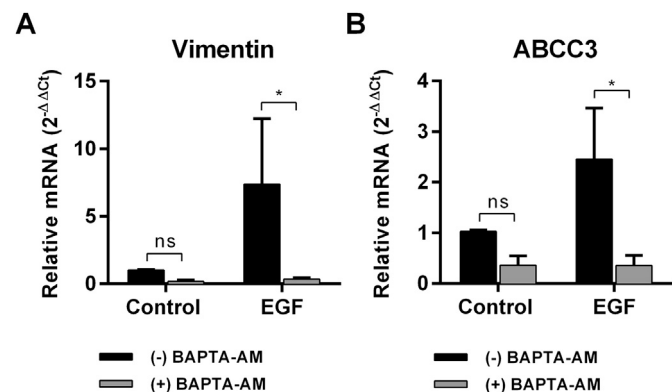 A
Vimentin
Relative mRNA (2^-ΔΔCt)
15
10
5
0
ns
*
Control
EGF
(-) BAPTA-AM
(+) BAPTA-AM
B
ABCC3
Relative mRNA (2^-ΔΔCt)
4
3
2
1
0
ns
*
Control
EGF
(-) BAPTA-AM
(+) BAPTA-AM